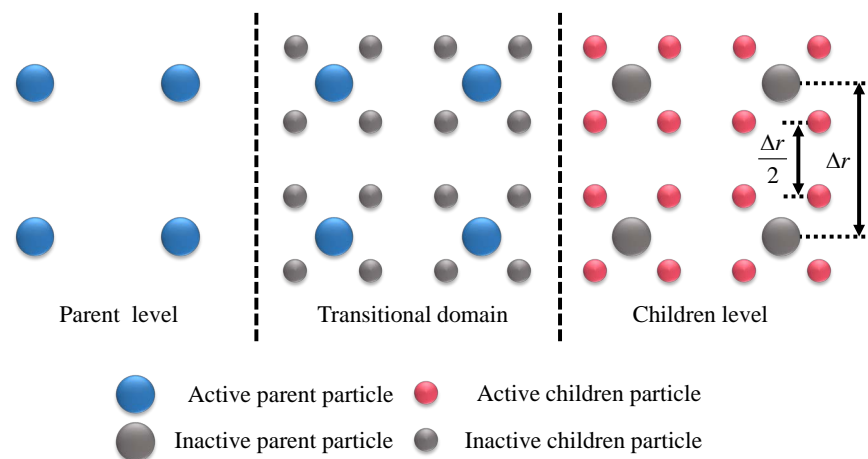 Δr
2
Δr
Parent level
Transitional domain
Children level
Active parent particle
Active children particle
Inactive parent particle
Inactive children particle